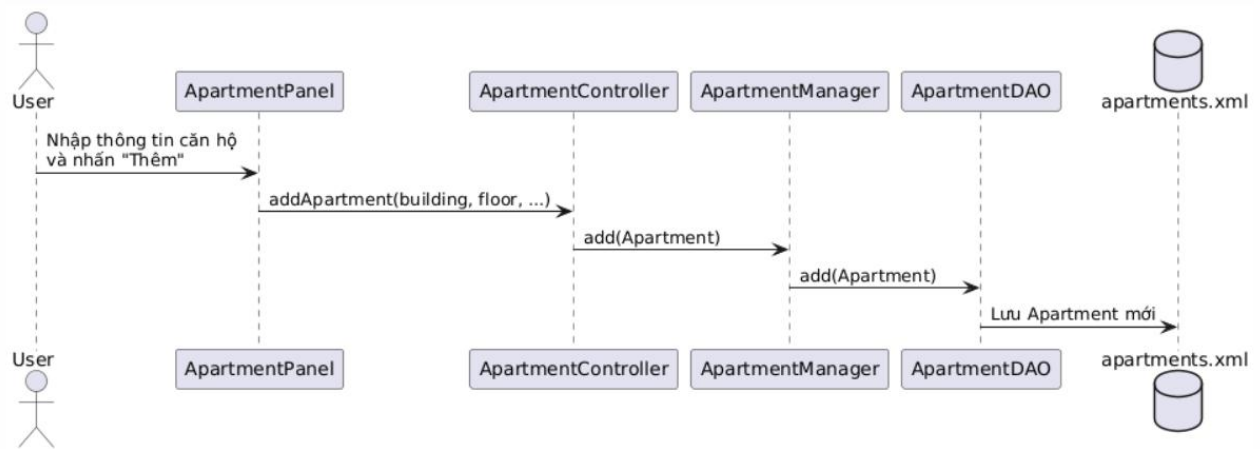 User
ApartmentPanel
ApartmentController
ApartmentManager
ApartmentDAO
apartments.xml
Nhập thông tin căn hộ
và nhấn "Thêm"
addApartment(building, floor, ...)
add(Apartment)
add(Apartment)
Lưu Apartment mới
User
ApartmentPanel
ApartmentController
ApartmentManager
ApartmentDAO
apartments.xml